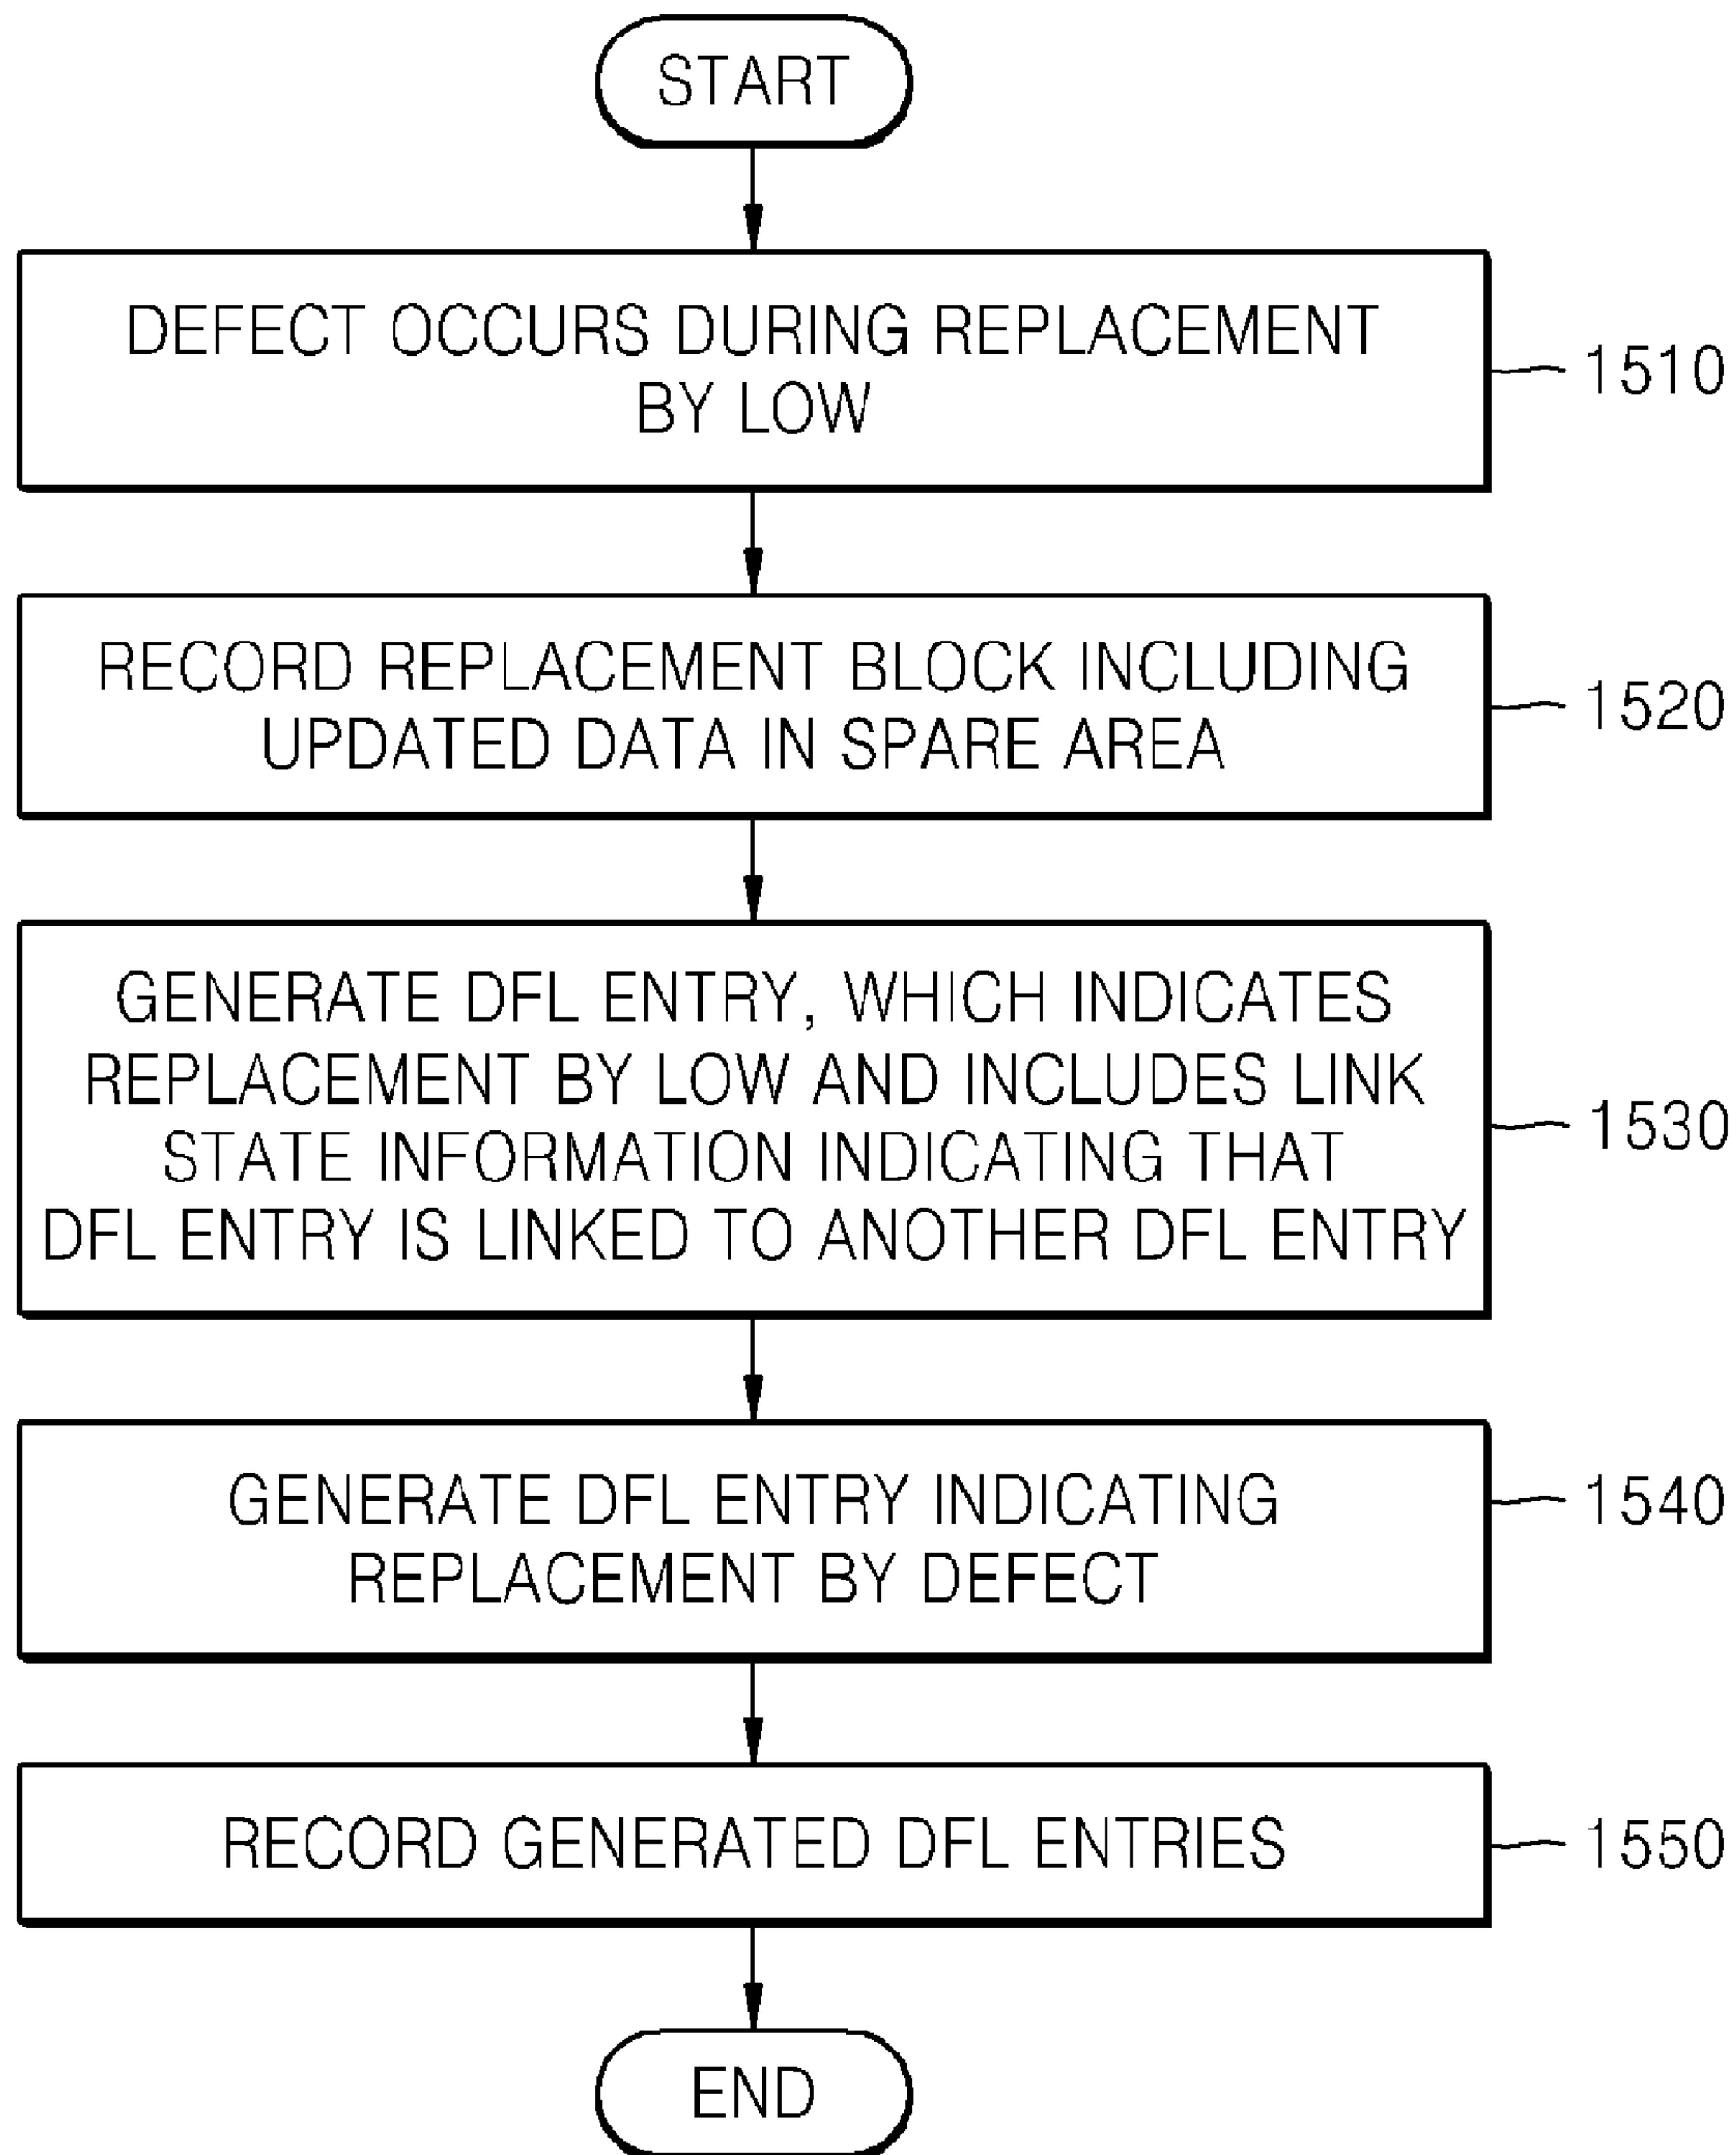 START
DEFECT OCCURS DURING REPLACEMENT
BY LOW
1510
RECORD REPLACEMENT BLOCK INCLUDING
UPDATED DATA IN SPARE AREA
1520
GENERATE DFL ENTRY, WHICH INDICATES
REPLACEMENT BY LOW AND INCLUDES LINK
STATE INFORMATION INDICATING THAT
DFL ENTRY IS LINKED TO ANOTHER DFL ENTRY
1530
GENERATE DFL ENTRY INDICATING
REPLACEMENT BY DEFECT
1540
RECORD GENERATED DFL ENTRIES
1550
END